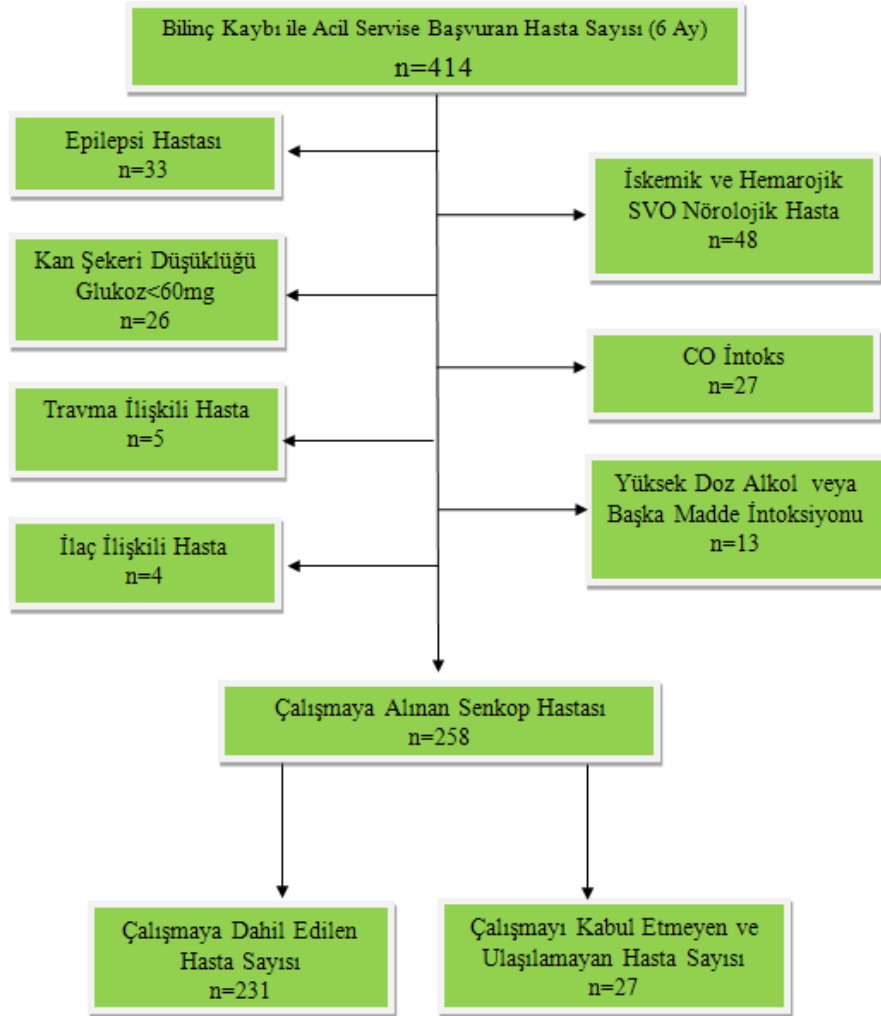 Bilinç Kaybı ile Acil Servise Başvuran Hasta Sayısı (6 Ay)
n=414
Epilepsi Hastası
n=33
İskemik ve Hemarojik
SVO Nörolojik Hasta
n=48
Kan Şekeri Düşüklüğü
Glukoz<60mg
n=26
CO İntoks
n=27
Travma İlişkili Hasta
n=5
Yüksek Doz Alkol veya
Başka Madde İntoksiyonu
n=13
İlaç İlişkili Hasta
n=4
Çalışmaya Alınan Senkop Hastası
n=258
Çalışmaya Dahil Edilen
Hasta Sayısı
n=231
Çalışmayı Kabul Etmeyen ve
Ulaşılamayan Hasta Sayısı
n=27